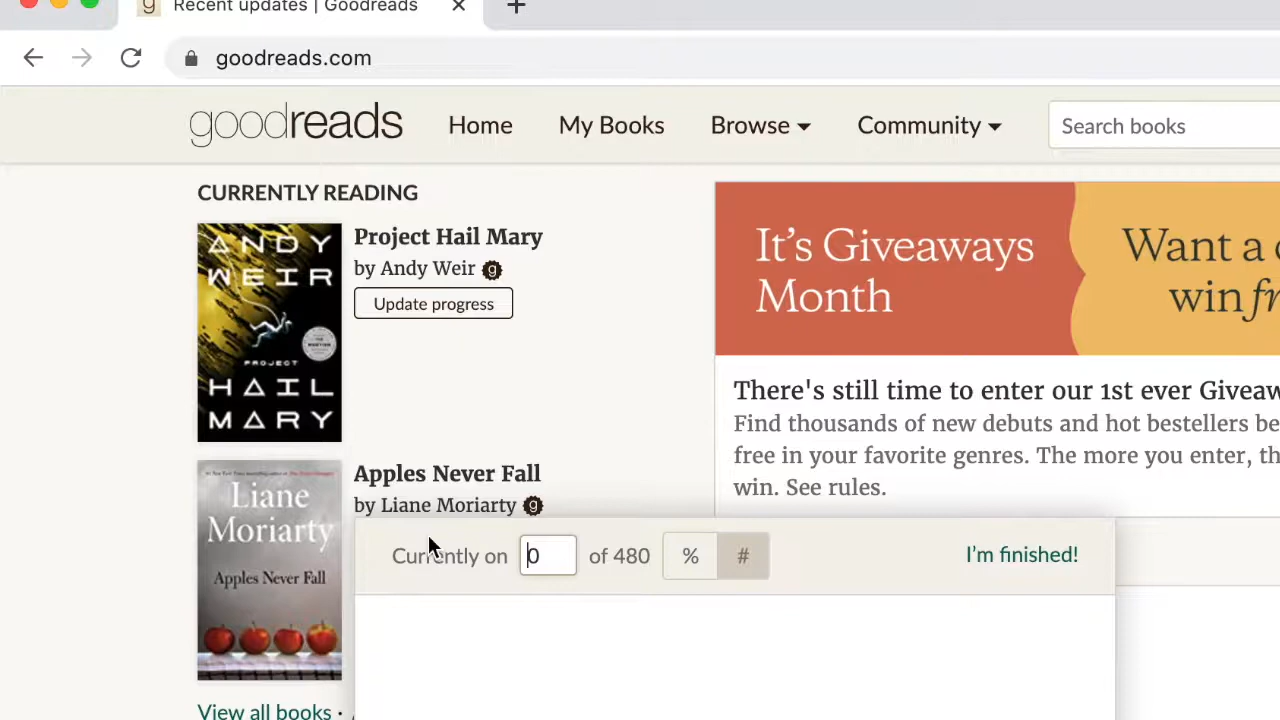 Recent updates | Goodreads
goodreads.com
goodreads
Home
My Books
Browse
Community
Search books
CURRENTLY READING
ANDY
WEIR
PROJECT
HAIL
MARY
Project Hail Mary
by Andy Weir
Update progress
Liane
Moriarty
Apples Never Fall
Apples Never Fall
by Liane Moriarty
Currently on 0 of 480 % #
I'm finished!
View all books ·
It's Giveaways
Month
Want a
win
There's still time to enter our 1st ever
Find thousands of new debuts and hot bestsellers
free in your favorite genres. The more you enter,
win. See rules.